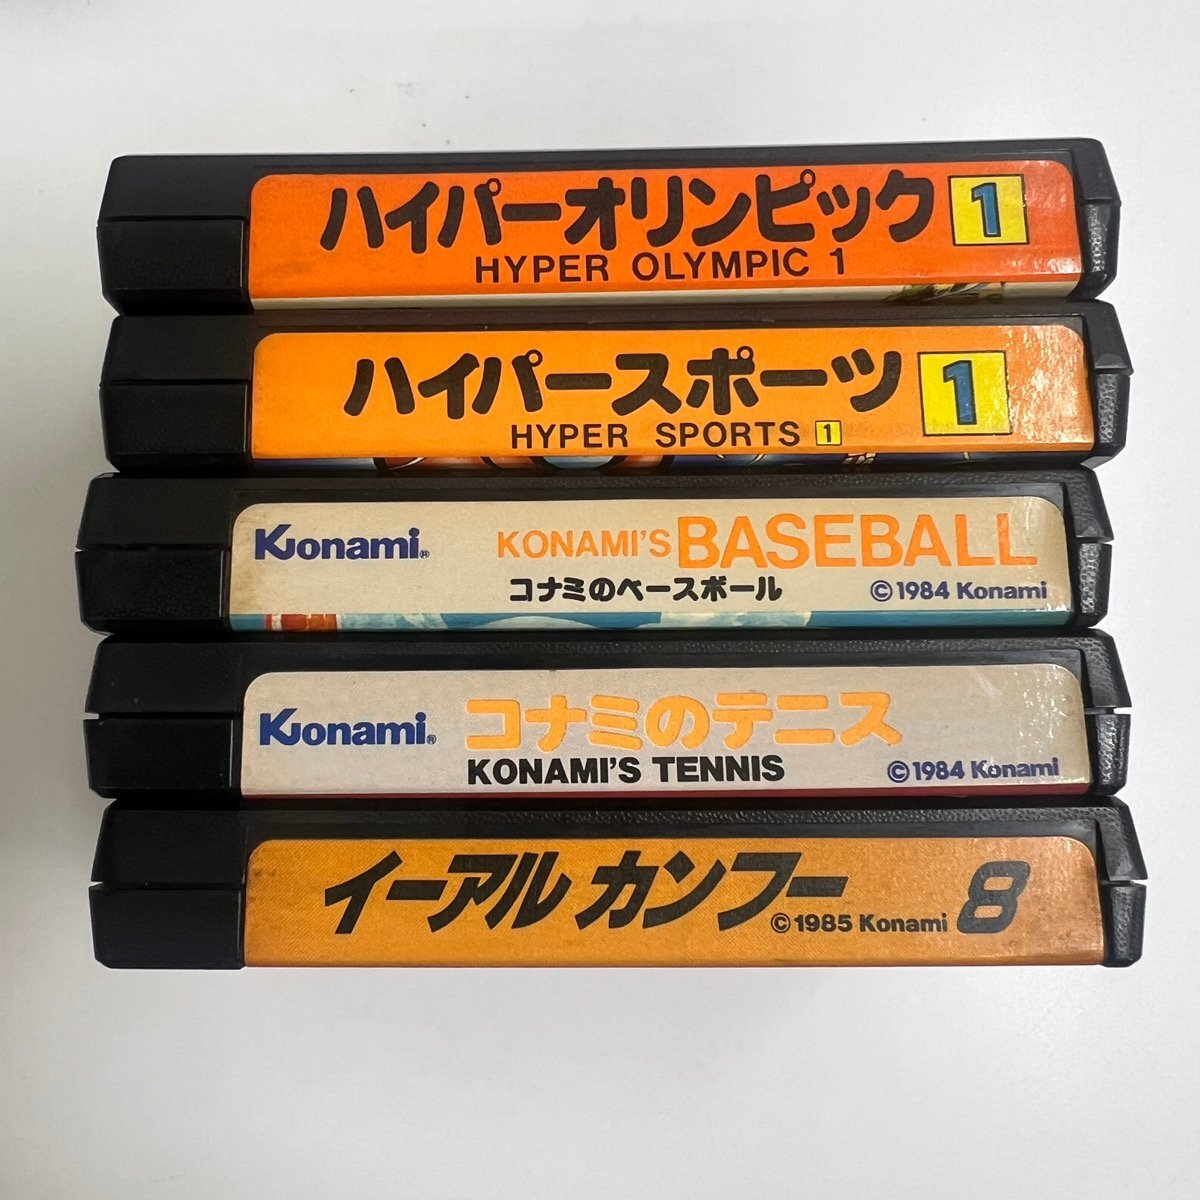 ハイパーオリンピック 1
HYPER OLYMPIC 1
ハイパースポーツ 1
HYPER SPORTS 1
Konami® KONAMI'S BASEBALL
コナミのベースボール ©1984 Konami
Konami® コナミのテニス
KONAMI'S TENNIS ©1984 Konami
イーアルカンフー ©1985 Konami 8